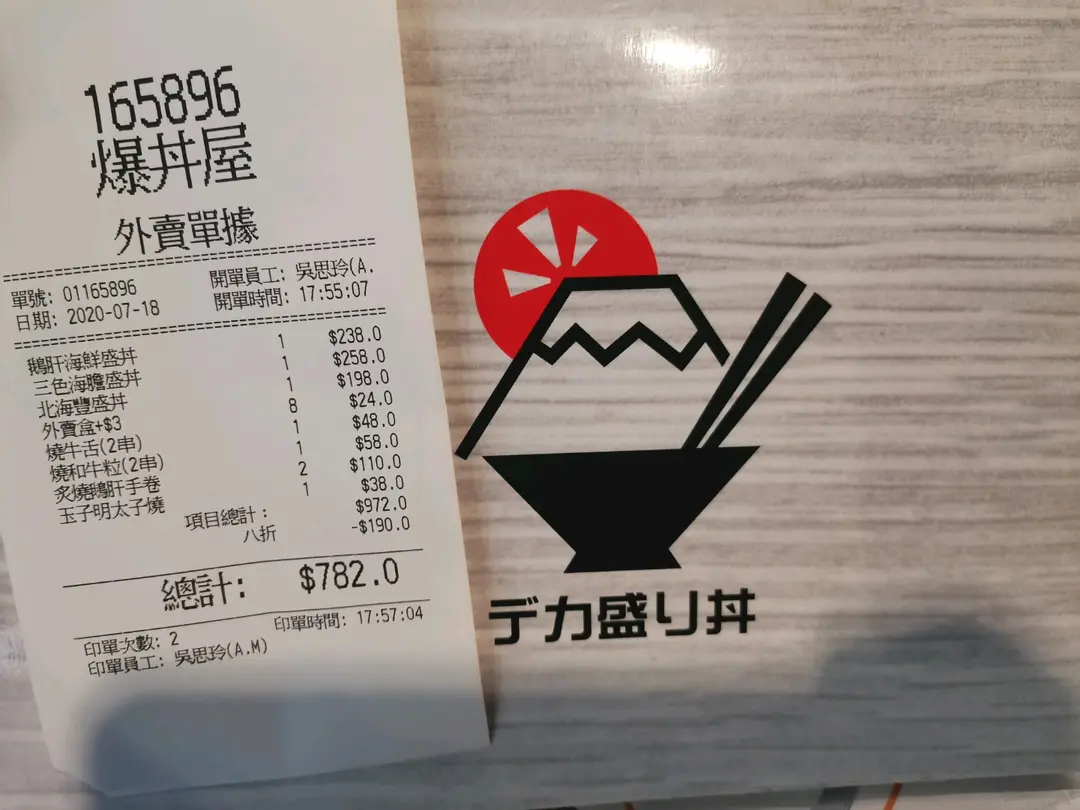 165896
爆丼屋
外賣單據
單號: 01165896 開單員工: 吳思玲(A.
日期: 2020-07-18 開單時間: 17:55:07
鵝肝海鮮盛丼 1 $238.0
三色海膽盛丼 1 $258.0
北海豐盛丼 1 $198.0
外賣盒+$3 8 $24.0
燒牛舌(2串) 1 $48.0
燒和牛粒(2串) 1 $58.0
炙燒鵝肝手卷 2 $110.0
玉子明太子燒 1 $38.0
項目總計: $972.0
八折 -$190.0
總計: $782.0
印單次數: 2 印單時間: 17:57:04
印單員工: 吳思玲(A.M)
デカ盛り丼